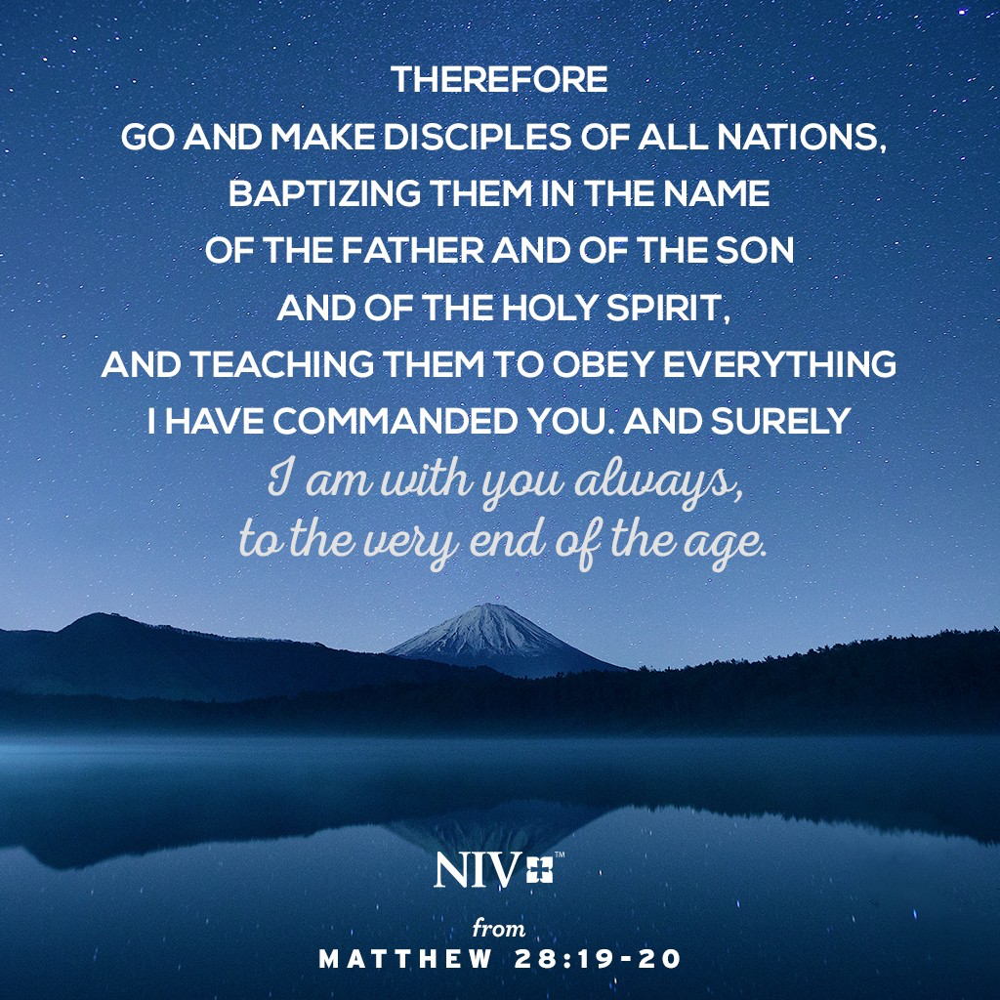 THEREFORE
GO AND MAKE DISCIPLES OF ALL NATIONS,
BAPTIZING THEM IN THE NAME
OF THE FATHER AND OF THE SON
AND OF THE HOLY SPIRIT,
AND TEACHING THEM TO OBEY EVERYTHING
I HAVE COMMANDED YOU. AND SURELY
I am with you always,
to the very end of the age.
NIV™
from
MATTHEW 28:19-20